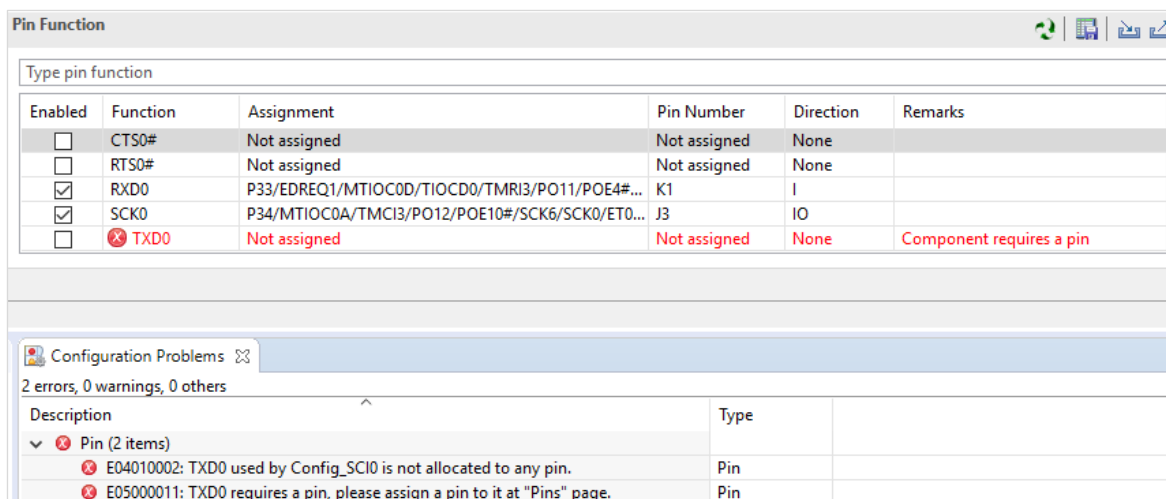 Pin Function
Type pin function
Enabled Function Assignment Pin Number Direction Remarks
CTS0# Not assigned Not assigned None
RTS0# Not assigned Not assigned None
RXD0 P33/EDREQ1/MTIOC0D/TIOCD0/TMRI3/PO11/POE4#... K1 I
SCK0 P34/MTIOC0A/TMCI3/PO12/POE10#/SCK6/SCK0/ET0... J3 IO
TXD0 Not assigned Not assigned None Component requires a pin
Configuration Problems
2 errors, 0 warnings, 0 others
Description Type
Pin (2 items)
E04010002: TXD0 used by Config_SCI0 is not allocated to any pin. Pin
E05000011: TXD0 requires a pin, please assign a pin to it at "Pins" page. Pin